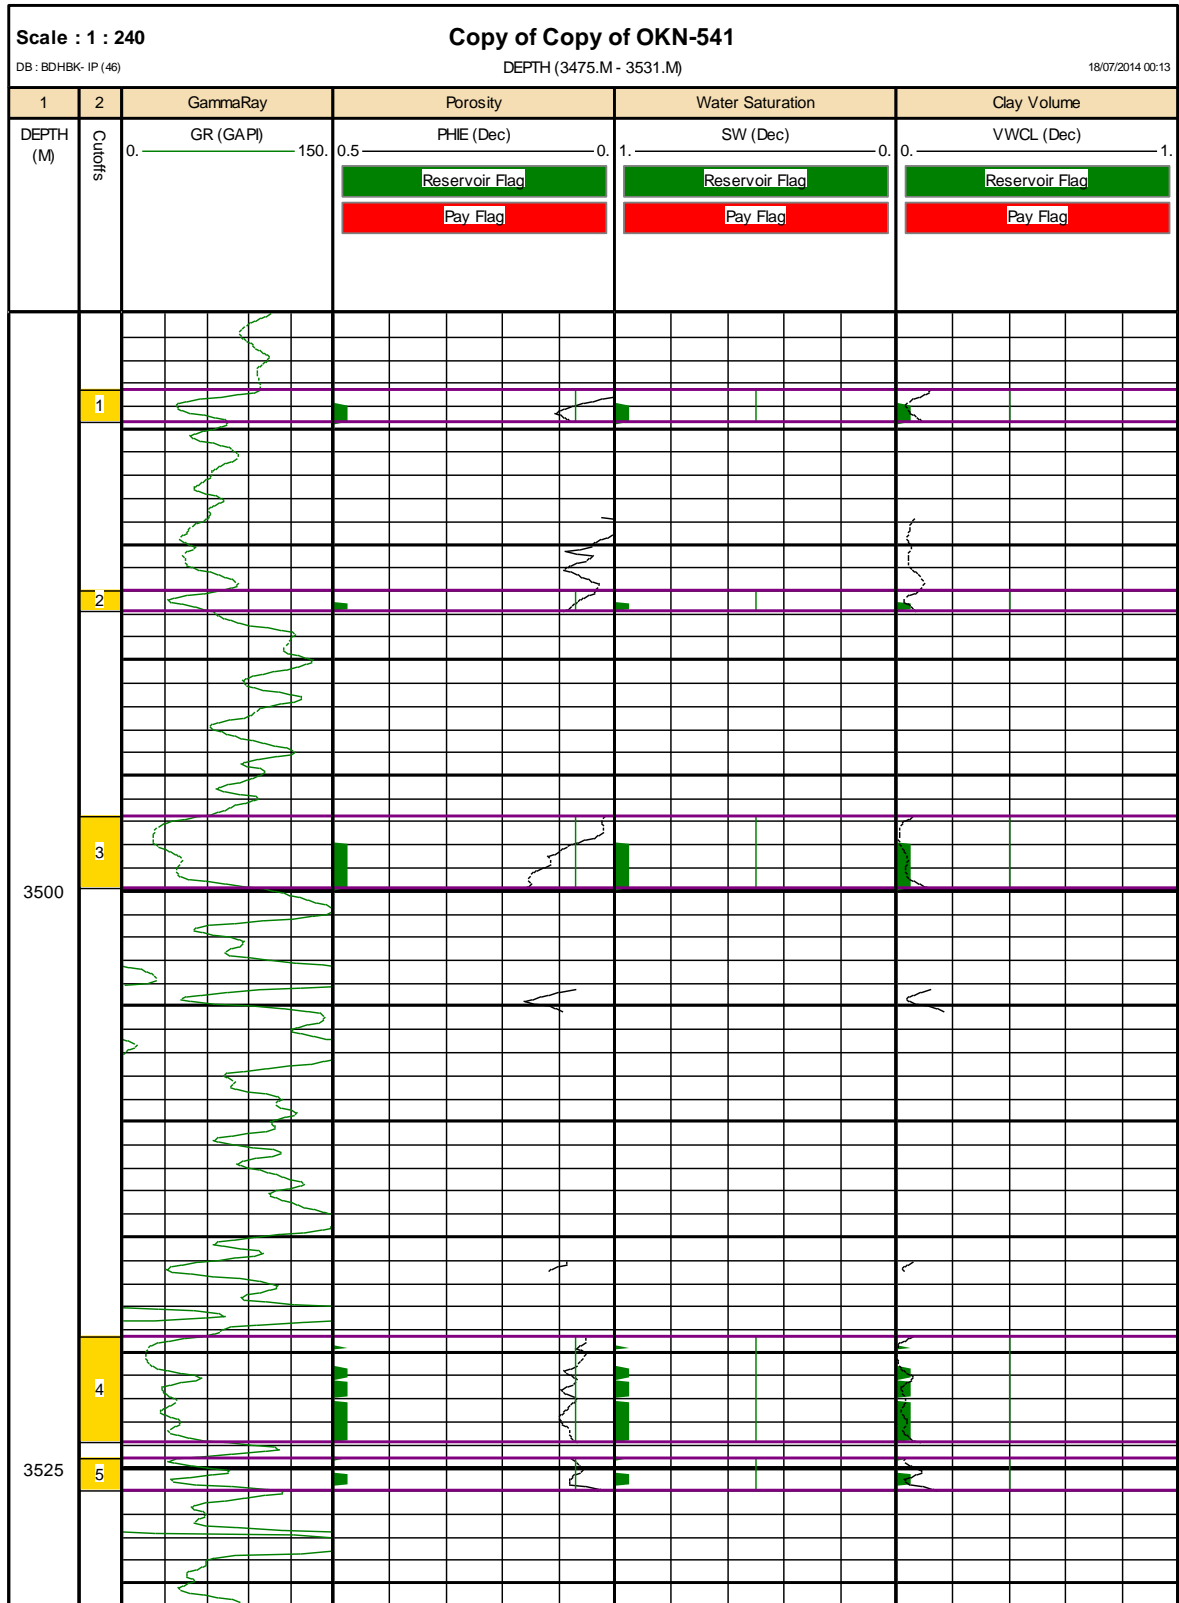 Scale : 1 : 240
Copy of Copy of OKN-541
DB : BDHBK- IP (46)
DEPTH (3475.M - 3531.M)
18/07/2014 00:13
1 2 GammaRay Porosity Water Saturation Clay Volume
DEPTH (M)
Cutoffs
GR (GAPI)
0. 150.
PHIE (Dec)
0.5 0.
Reservoir Flag
Pay Flag
SW (Dec)
1. 0.
Reservoir Flag
Pay Flag
VWCL (Dec)
0. 1.
Reservoir Flag
Pay Flag
1
2
3
3500
4
3525
5